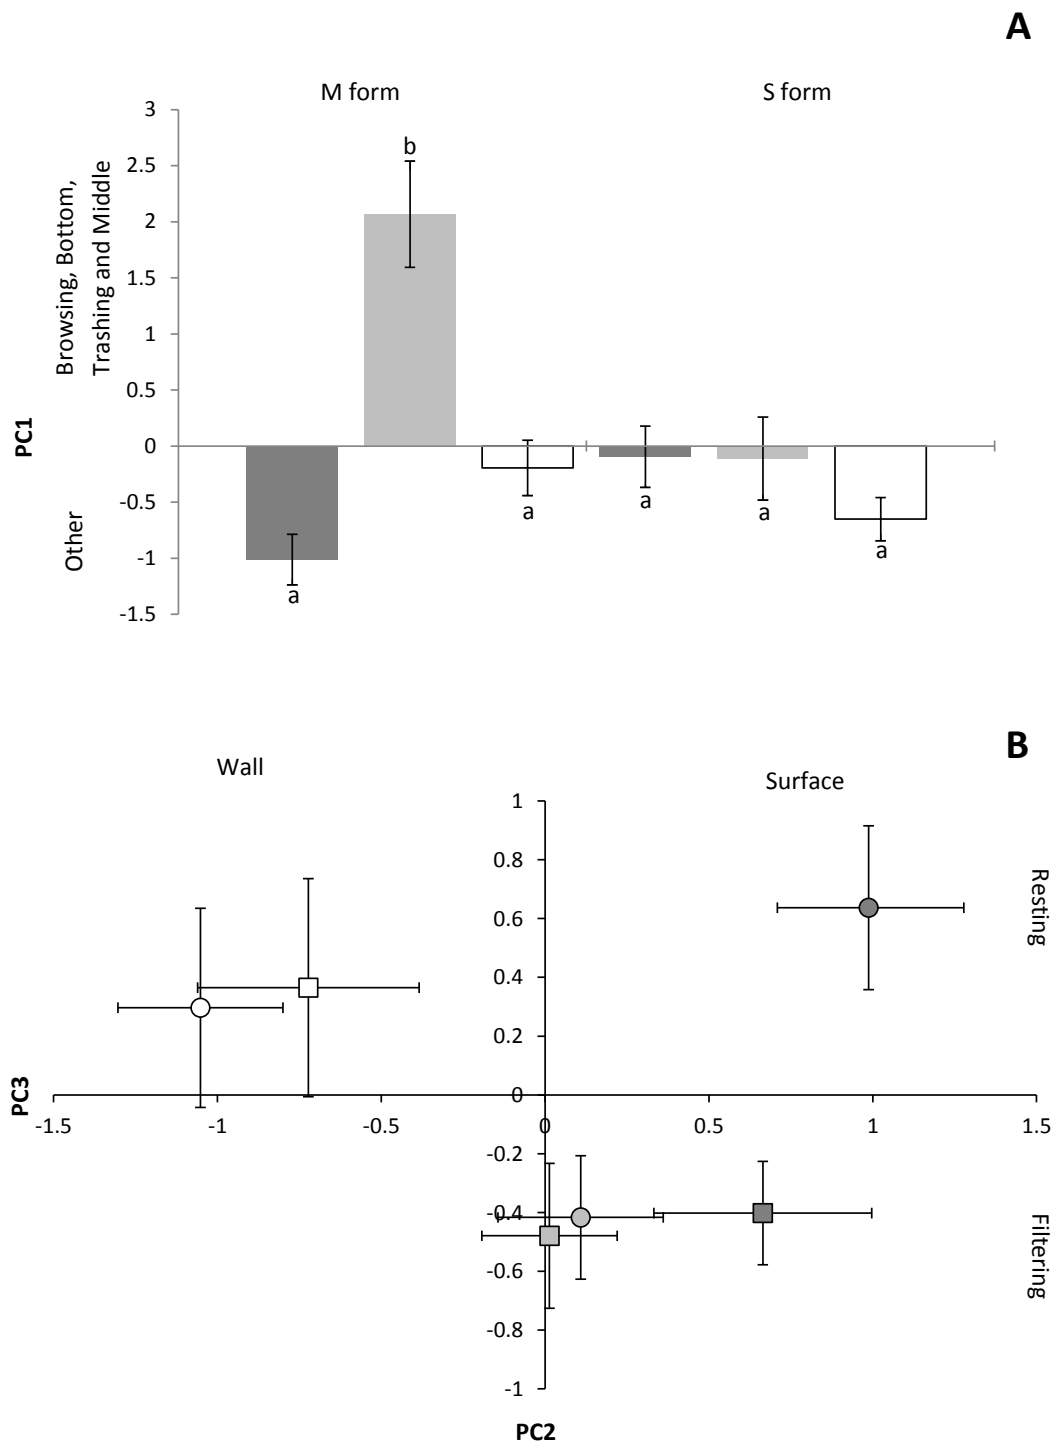 A
M form
S form
3
2.5
2
1.5
1
0.5
0
-0.5
-1
-1.5
Browsing, Bottom,
Trashing and Middle
Other
PC1
a
b
a
a
a
a
B
Wall
Surface
1
0.8
0.6
0.4
0.2
0
-0.2
-0.4
-0.6
-0.8
-1
-1.5
-1
-0.5
0
0.5
1
1.5
Resting
Filtering
PC3
PC2